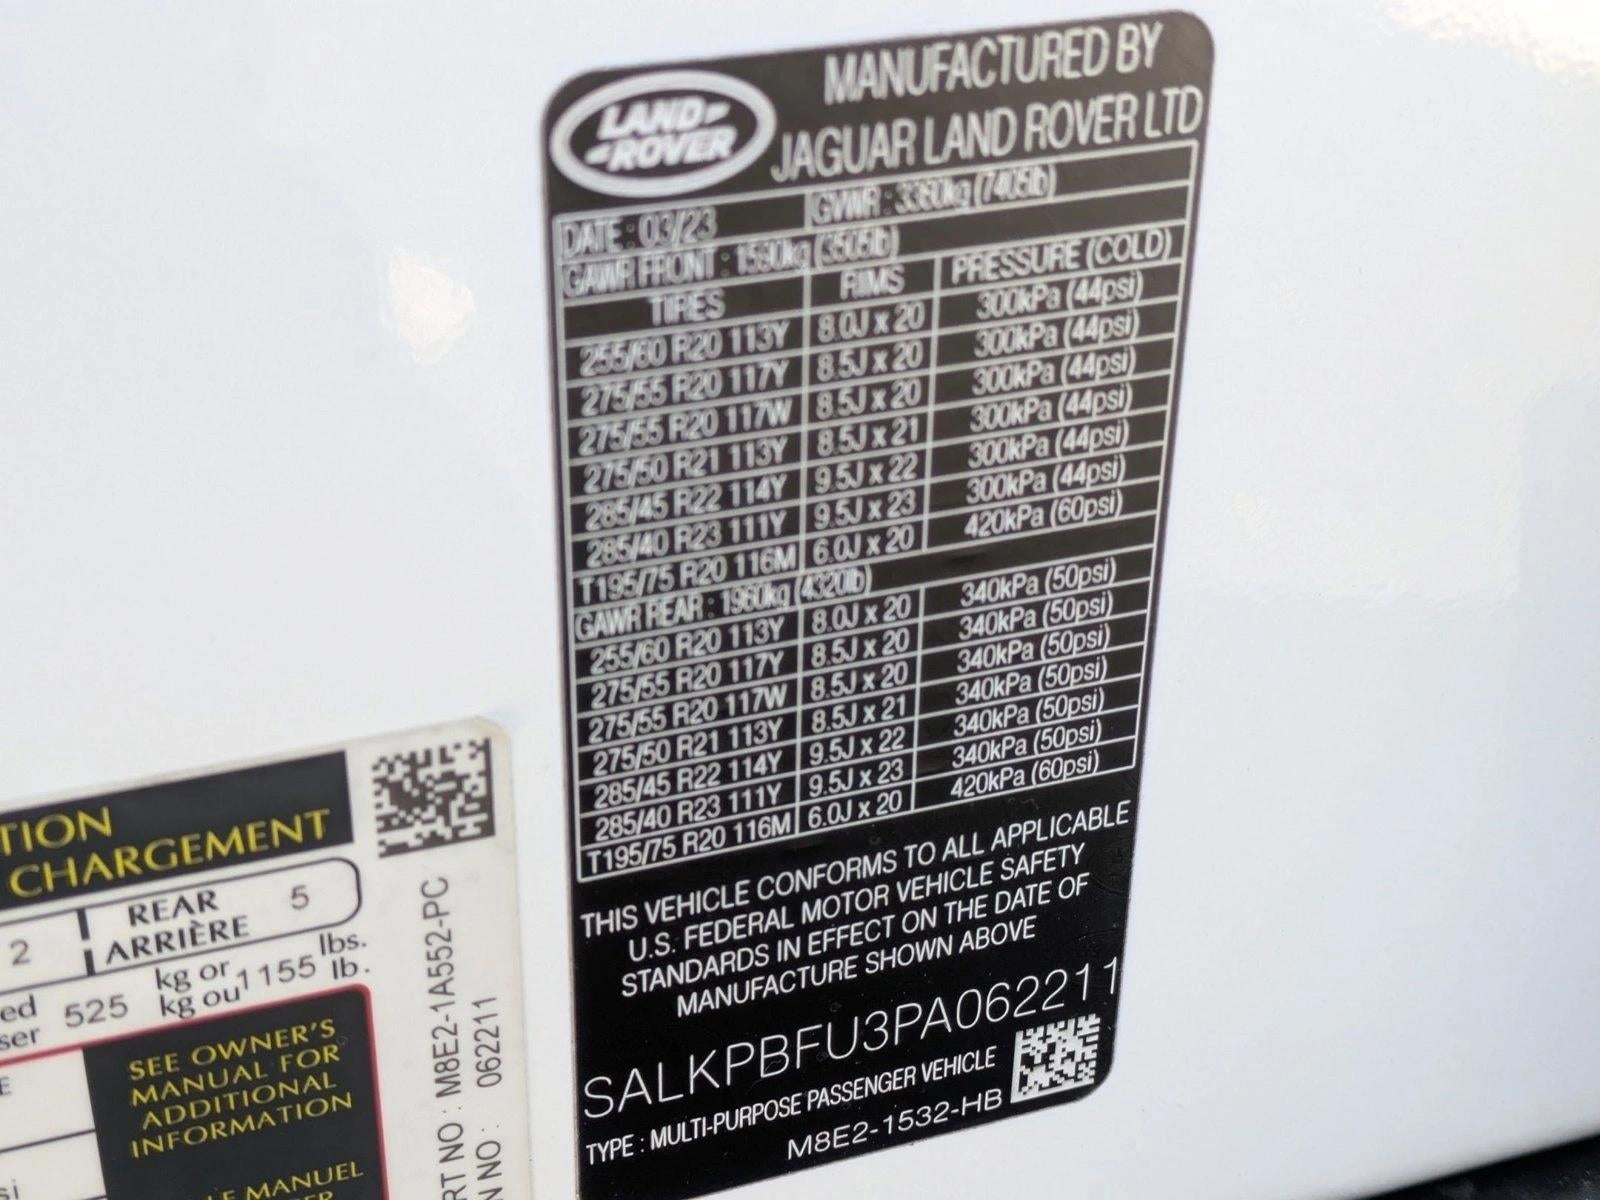 LAND-
-ROVER
MANUFACTURED BY
JAGUAR LAND ROVER LTD
DATE : 03/23 GVWR : 3360kg (7405lb)
GAWR FRONT : 1590kg (3505lb)
TIRES RIMS PRESSURE (COLD)
255/60 R20 113Y 8.0J x 20 300kPa (44psi)
275/55 R20 117Y 8.5J x 20 300kPa (44psi)
275/55 R20 117W 8.5J x 20 300kPa (44psi)
275/50 R21 113Y 8.5J x 21 300kPa (44psi)
285/45 R22 114Y 9.5J x 22 300kPa (44psi)
285/40 R23 111Y 9.5J x 23 300kPa (44psi)
T195/75 R20 116M 6.0J x 20 420kPa (60psi)
GAWR REAR : 1960kg (4320lb)
255/60 R20 113Y 8.0J x 20 340kPa (50psi)
275/55 R20 117Y 8.5J x 20 340kPa (50psi)
275/55 R20 117W 8.5J x 20 340kPa (50psi)
275/50 R21 113Y 8.5J x 21 340kPa (50psi)
285/45 R22 114Y 9.5J x 22 340kPa (50psi)
285/40 R23 111Y 9.5J x 23 340kPa (50psi)
T195/75 R20 116M 6.0J x 20 420kPa (60psi)
THIS VEHICLE CONFORMS TO ALL APPLICABLE
U.S. FEDERAL MOTOR VEHICLE SAFETY
STANDARDS IN EFFECT ON THE DATE OF
MANUFACTURE SHOWN ABOVE
SALKPBFU3PA062211
TYPE : MULTI-PURPOSE PASSENGER VEHICLE
M8E2-1532-HB
TION
CHARGEMENT
2 REAR 5
ARRIÈRE
ed 525 kg or 1155 lbs.
ser kg ou lb.
SEE OWNER'S
MANUAL FOR
ADDITIONAL
INFORMATION
LE MANUEL
RT NO : M8E2-1A552-PC
N NO : 062211